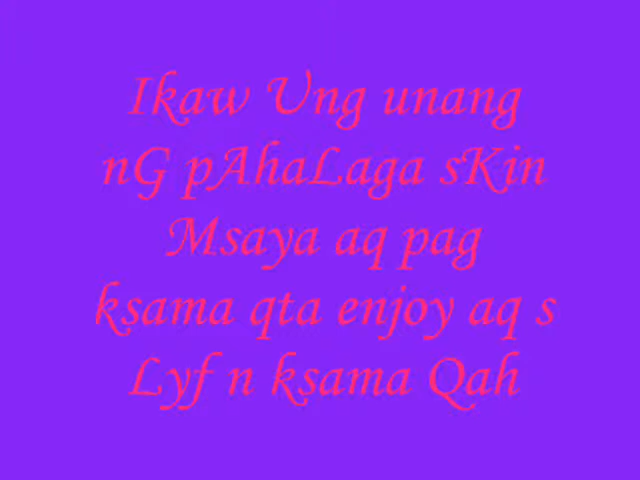 Ikaw Ung unang
nG pAhaLaga sKin
Msaya aq pag
ksama qta enjoy aq s
Lyf n ksama Qah